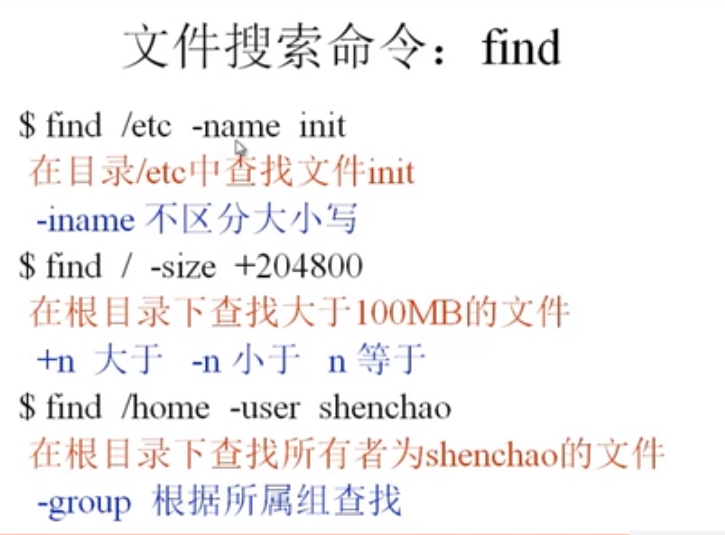 文件搜索命令：find
$ find /etc -name init
在目录/etc中查找文件init
-iname 不区分大小写
$ find / -size +204800
在根目录下查找大于100MB的文件
+n 大于 -n 小于 n 等于
$ find /home -user shenchao
在根目录下查找所有者为shenchao的文件
-group 根据所属组查找